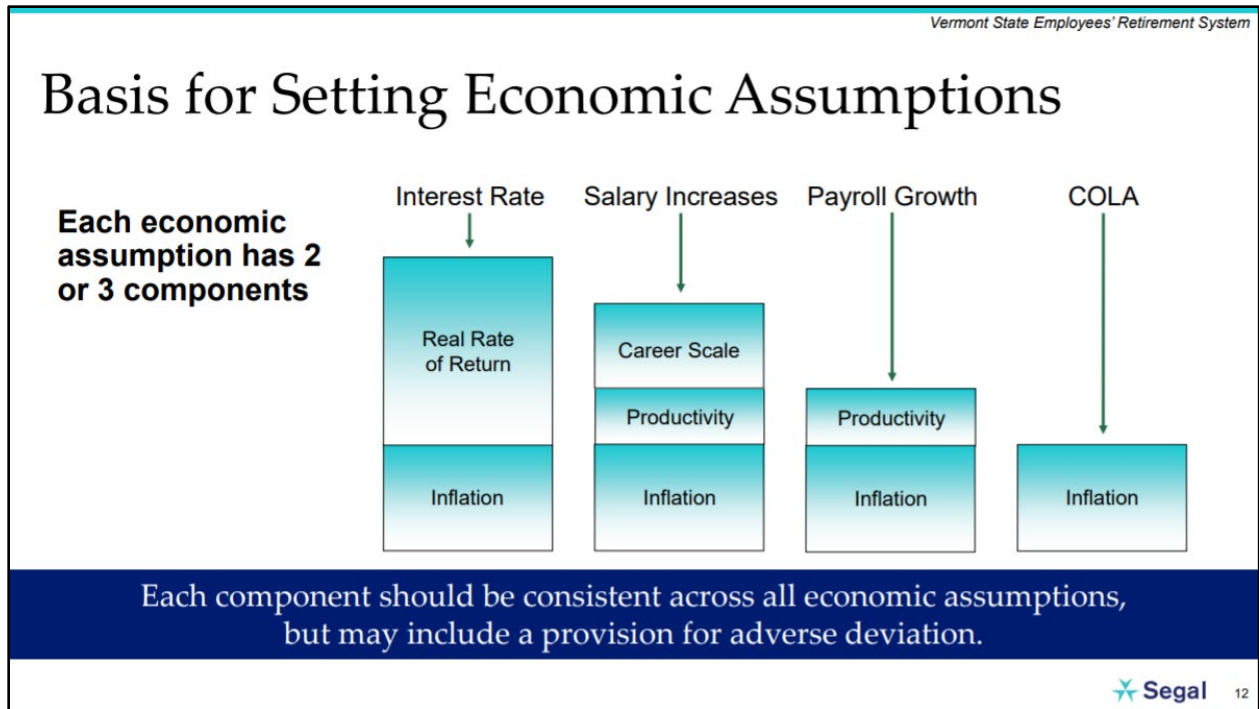 Vermont State Employees' Retirement System
Basis for Setting Economic Assumptions
Each economic
assumption has 2
or 3 components
Interest Rate
Real Rate
of Return
Inflation
Salary Increases
Career Scale
Productivity
Inflation
Payroll Growth
Productivity
Inflation
COLA
Inflation
Each component should be consistent across all economic assumptions,
but may include a provision for adverse deviation.
Segal
12